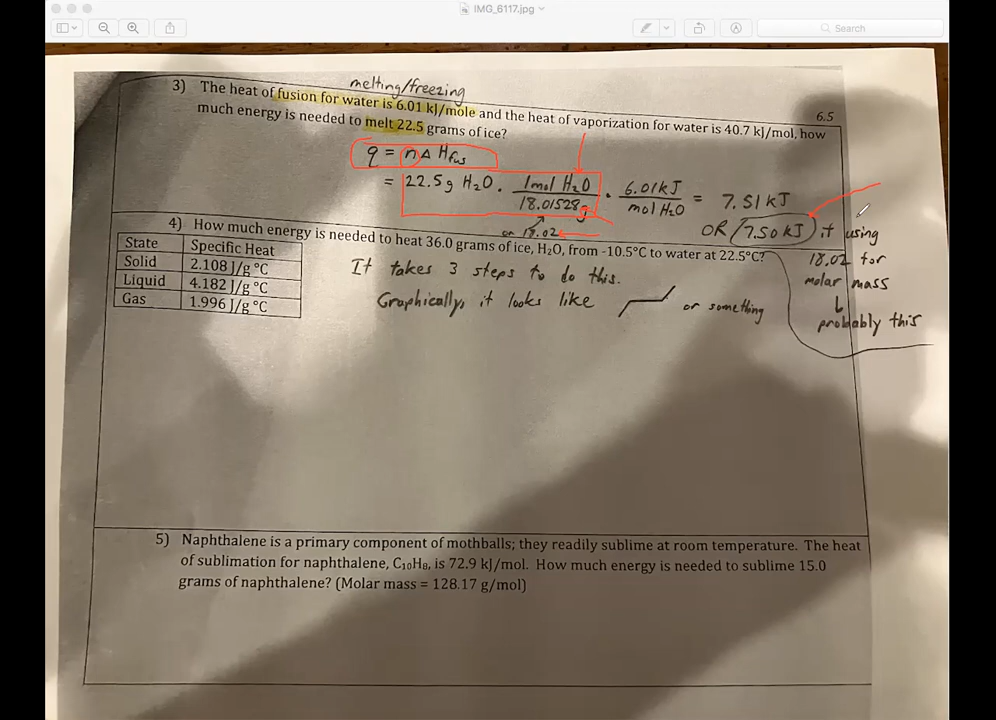 IMG_6117.jpg
Search
melting/freezing
3) The heat of fusion for water is 6.01 kJ/mole and the heat of vaporization for water is 40.7 kJ/mol, how
6.5
much energy is needed to melt 22.5 grams of ice?
q = n Δ Hfus
= 22.5g H2O · 1mol H2O / 18.01528g · 6.01kJ / mol H2O = 7.51 kJ
or 18.02
OR 7.50 kJ if using
18.02 for
molar mass
probably this
4) How much energy is needed to heat 36.0 grams of ice, H2O, from -10.5°C to water at 22.5°C?
State Specific Heat
Solid 2.108 J/g °C
Liquid 4.182 J/g °C
Gas 1.996 J/g °C
It takes 3 steps to do this.
Graphically, it looks like or something
5) Naphthalene is a primary component of mothballs; they readily sublime at room temperature. The heat
of sublimation for naphthalene, C10H8, is 72.9 kJ/mol. How much energy is needed to sublime 15.0
grams of naphthalene? (Molar mass = 128.17 g/mol)